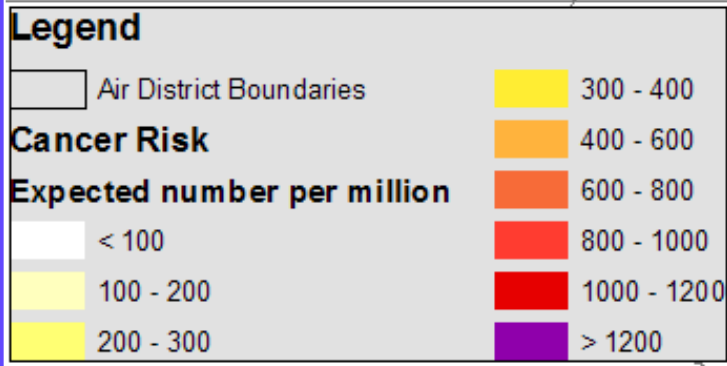 Legend
Air District Boundaries
Cancer Risk
Expected number per million
< 100
100 - 200
200 - 300
300 - 400
400 - 600
600 - 800
800 - 1000
1000 - 1200
> 1200